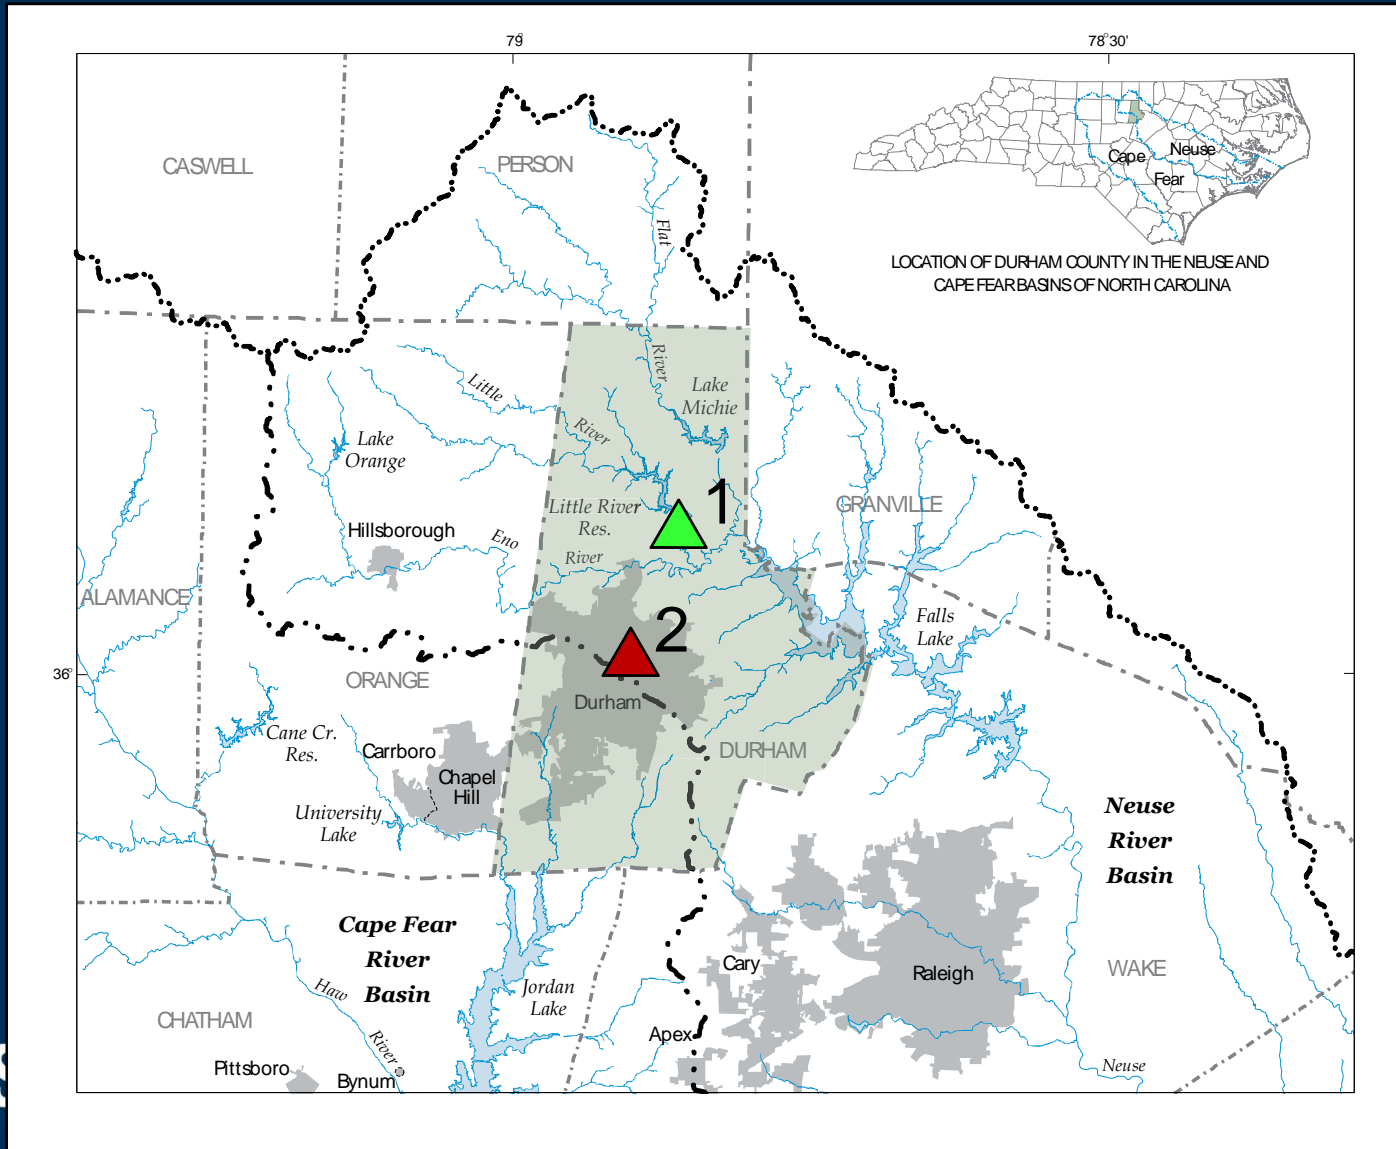 79°
78°30'
CASWELL
PERSON
Flat
River
Cape
Fear
Neuse
LOCATION OF DURHAM COUNTY IN THE NEUSE AND
CAPE FEAR BASINS OF NORTH CAROLINA
Little
River
Lake
Michie
Lake
Orange
Hillsborough
Eno
River
Little River
Res.
1
GRANVILLE
ALAMANCE
2
Falls
Lake
36°
ORANGE
Durham
DURHAM
Cane Cr.
Res.
Carrboro
Chapel
Hill
University
Lake
Neuse
River
Basin
Cape Fear
River
Basin
Haw
River
Jordan
Lake
Cary
Raleigh
WAKE
CHATHAM
Apex
Pittsboro
Bynum
Neuse